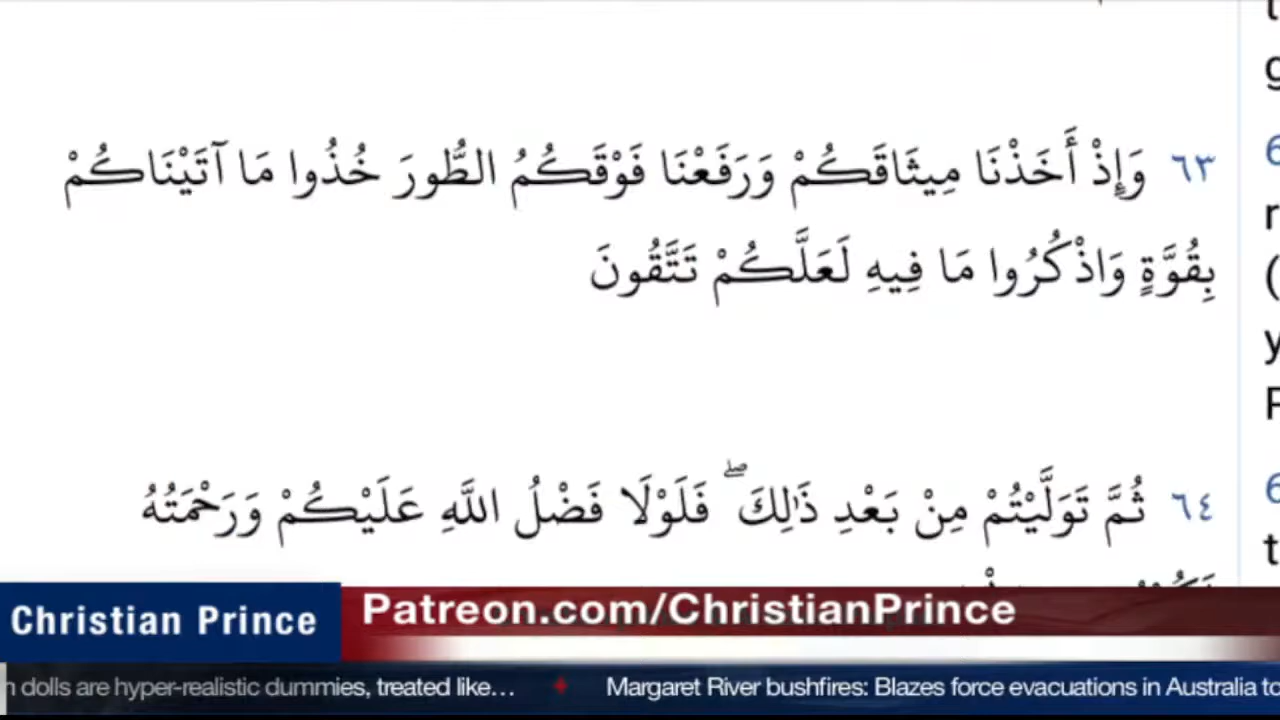 ٦٣ وَإِذْ أَخَذْنَا مِيثَاقَكُمْ وَرَفَعْنَا فَوْقَكُمُ الطُّورَ خُذُوا مَا آتَيْنَاكُمْ
بِقُوَّةٍ وَاذْكُرُوا مَا فِيهِ لَعَلَّكُمْ تَتَّقُونَ
٦٤ ثُمَّ تَوَلَّيْتُمْ مِنْ بَعْدِ ذَٰلِكَ ۖ فَلَوْلَا فَضْلُ اللَّهِ عَلَيْكُمْ وَرَحْمَتُهُ
Christian Prince
Patreon.com/ChristianPrince
dolls are hyper-realistic dummies, treated like... Margaret River bushfires: Blazes force evacuations in Australia to